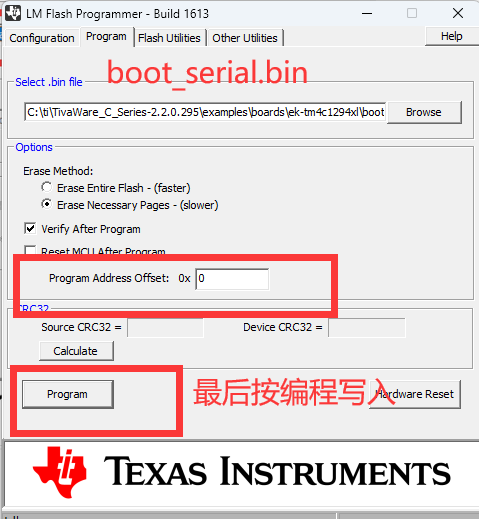 LM Flash Programmer - Build 1613
Configuration Program Flash Utilities Other Utilities Help
boot_serial.bin
Select .bin file
C:\ti\TivaWare_C_Series-2.2.0.295\examples\boards\ek-tm4c1294xl\boot Browse
Options
Erase Method:
Erase Entire Flash - (faster)
Erase Necessary Pages - (slower)
Verify After Program
Reset MCU After Program
Program Address Offset: 0x 0
CRC32
Source CRC32 = Device CRC32 =
Calculate
Program 最后按编程写入 Hardware Reset
TEXAS INSTRUMENTS